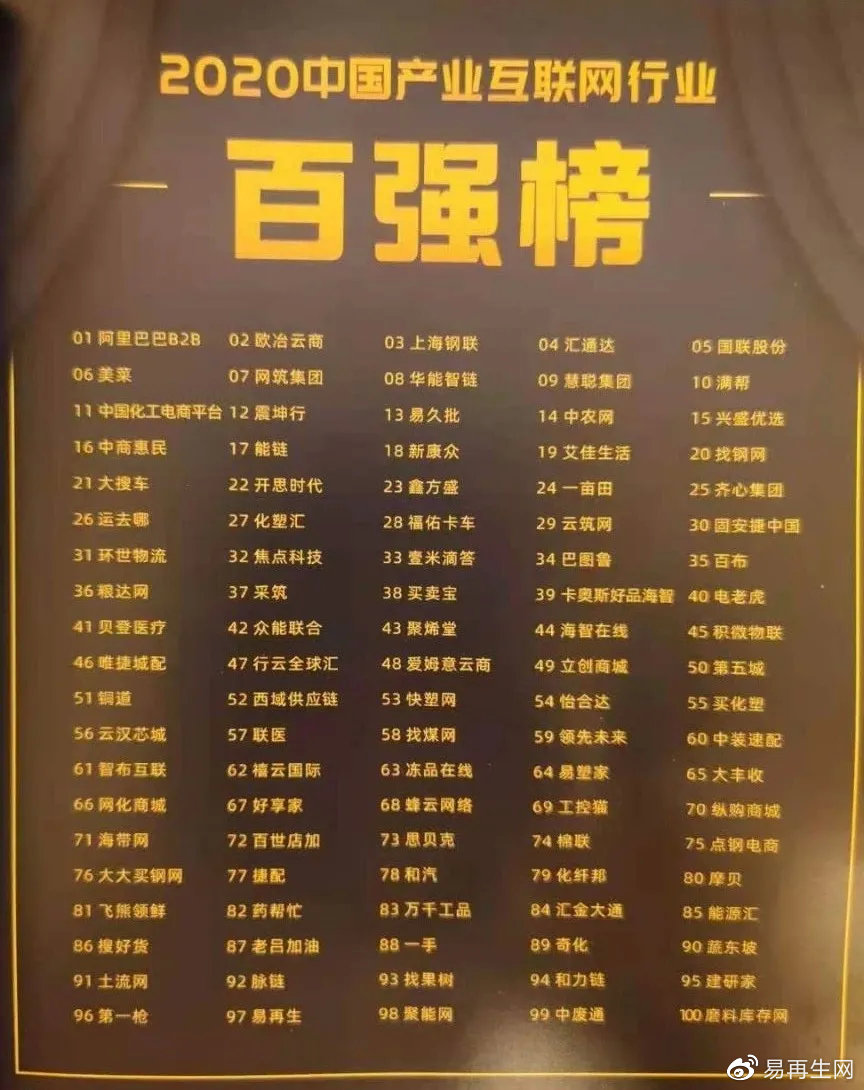 2020中国产业互联网行业
百强榜
01 阿里巴巴B2B 02 欧冶云商 03 上海钢联 04 汇通达 05 国联股份
06 美菜 07 网筑集团 08 华能智链 09 慧聪集团 10 满帮
11 中国化工电商平台 12 震坤行 13 易久批 14 中农网 15 兴盛优选
16 中商惠民 17 能链 18 新康众 19 艾佳生活 20 找钢网
21 大搜车 22 开思时代 23 鑫方盛 24 一亩田 25 齐心集团
26 运去哪 27 化塑汇 28 福佑卡车 29 云筑网 30 固安捷中国
31 环世物流 32 焦点科技 33 壹米滴答 34 巴图鲁 35 百布
36 粮达网 37 采筑 38 买卖宝 39 卡奥斯好品海智 40 电老虎
41 贝登医疗 42 众能联合 43 聚烯堂 44 海智在线 45 积微物联
46 唯捷城配 47 行云全球汇 48 爱姆意云商 49 立创商城 50 第五城
51 铜道 52 西域供应链 53 快塑网 54 怡合达 55 买化塑
56 云汉芯城 57 联医 58 找煤网 59 领先未来 60 中装速配
61 智布互联 62 禧云国际 63 冻品在线 64 易塑家 65 大丰收
66 网化商城 67 好享家 68 蜂云网络 69 工控猫 70 纵购商城
71 海带网 72 百世店加 73 思贝克 74 棉联 75 点钢电商
76 大大买钢网 77 捷配 78 和汽 79 化纤邦 80 摩贝
81 飞熊领鲜 82 药帮忙 83 万千工品 84 汇金大通 85 能源汇
86 搜好货 87 老吕加油 88 一手 89 奇化 90 蔬东坡
91 土流网 92 脉链 93 找果树 94 和力链 95 建研家
96 第一枪 97 易再生 98 聚能网 99 中废通 100 磨料库存网
易再生网